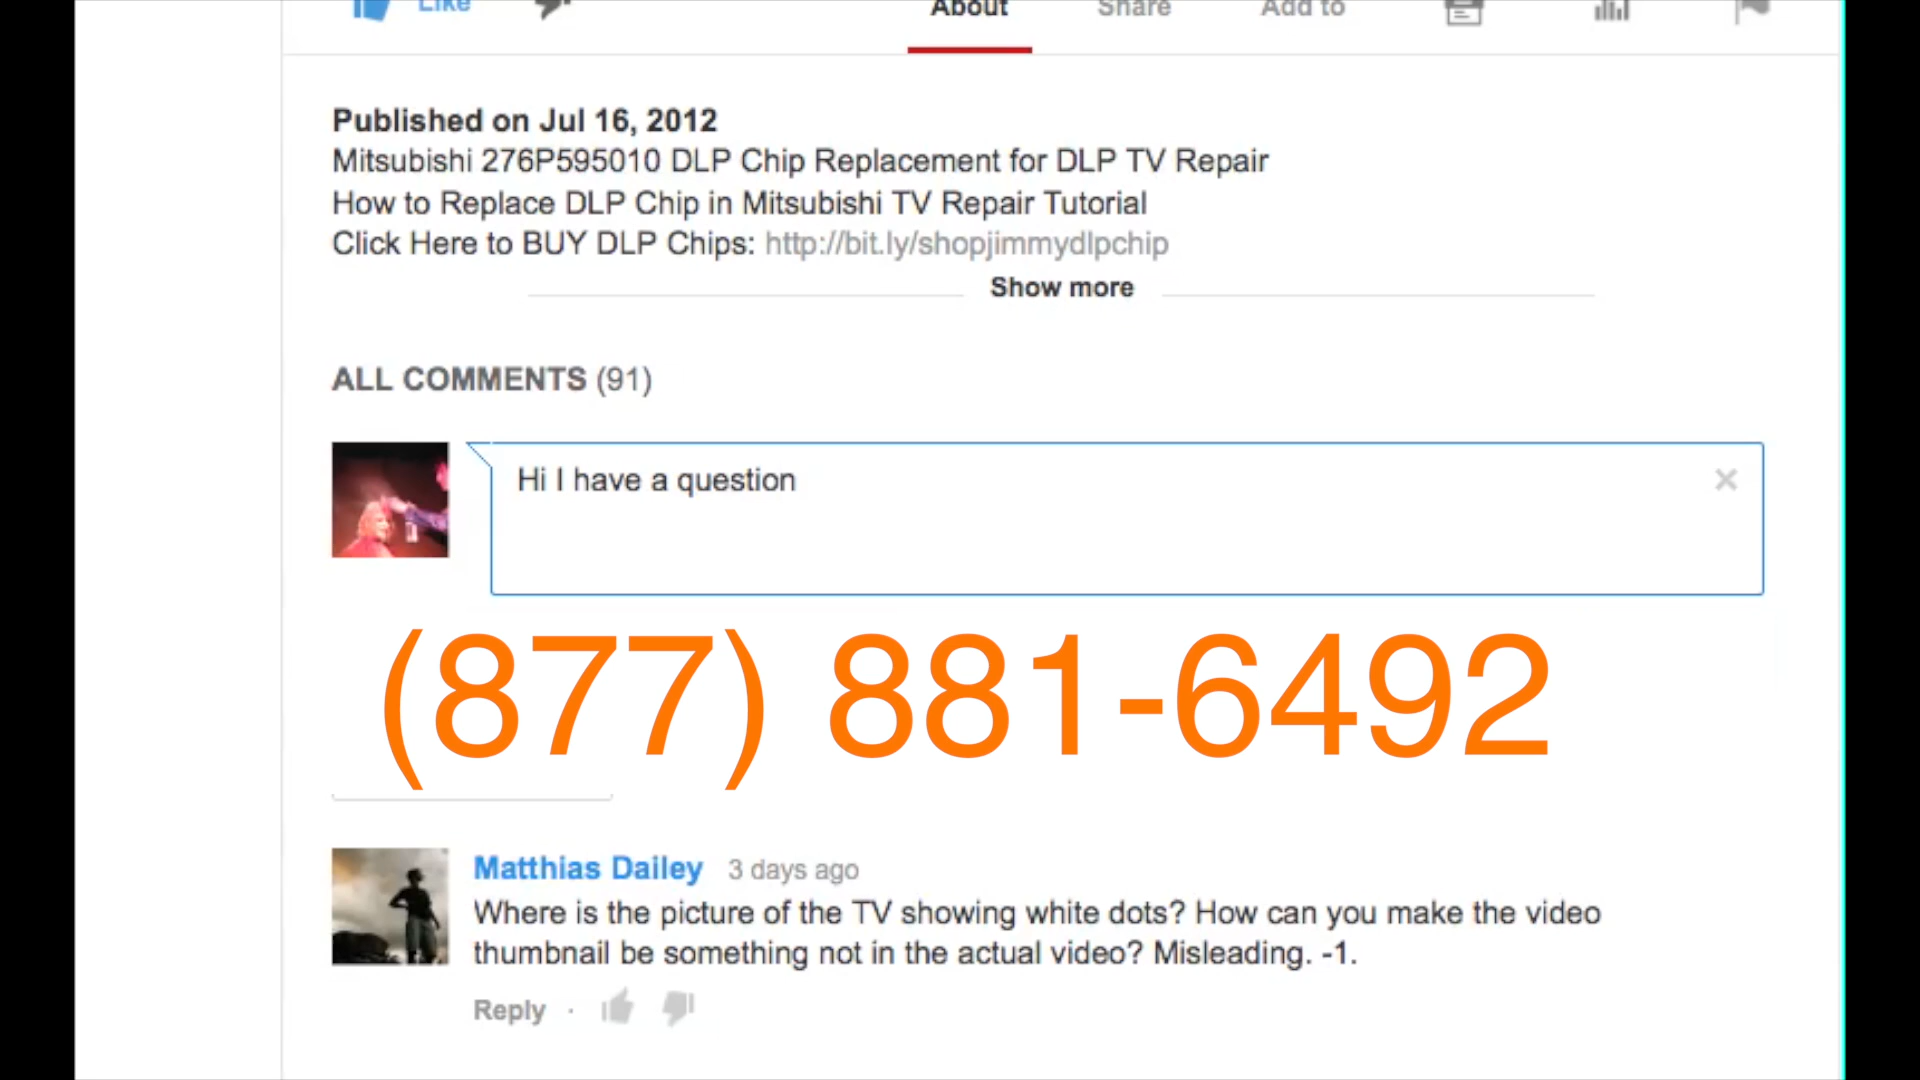 Like About Share Add to
Published on Jul 16, 2012
Mitsubishi 276P595010 DLP Chip Replacement for DLP TV Repair
How to Replace DLP Chip in Mitsubishi TV Repair Tutorial
Click Here to BUY DLP Chips: http://bit.ly/shopjimmydlpchip
Show more
ALL COMMENTS (91)
Hi I have a question
(877) 881-6492
Matthias Dailey 3 days ago
Where is the picture of the TV showing white dots? How can you make the video
thumbnail be something not in the actual video? Misleading. -1.
Reply ·